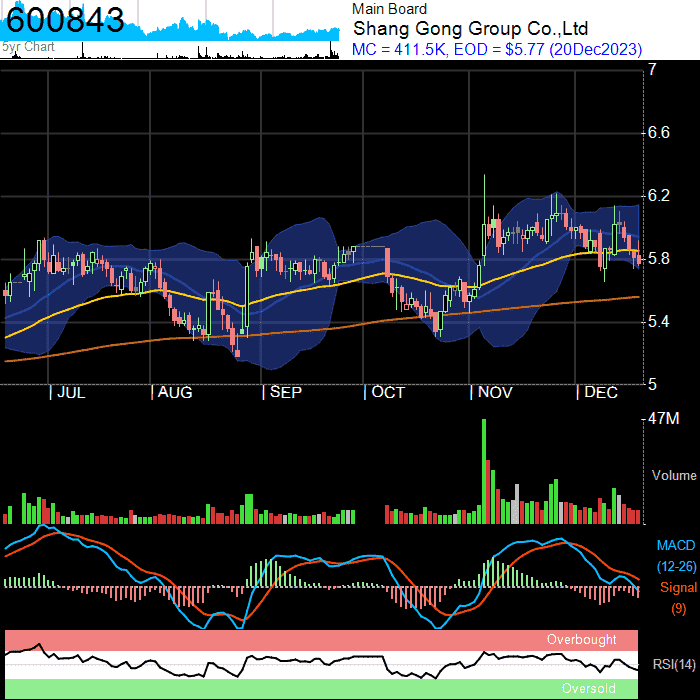 600843
5yr Chart
Main Board
Shang Gong Group Co.,Ltd
MC = 411.5K, EOD = $5.77 (20Dec2023)
7
6.6
6.2
5.8
5.4
5
JUL
AUG
SEP
OCT
NOV
DEC
47M
Volume
MACD
(12-26)
Signal
(9)
Overbought
RSI(14)
Oversold